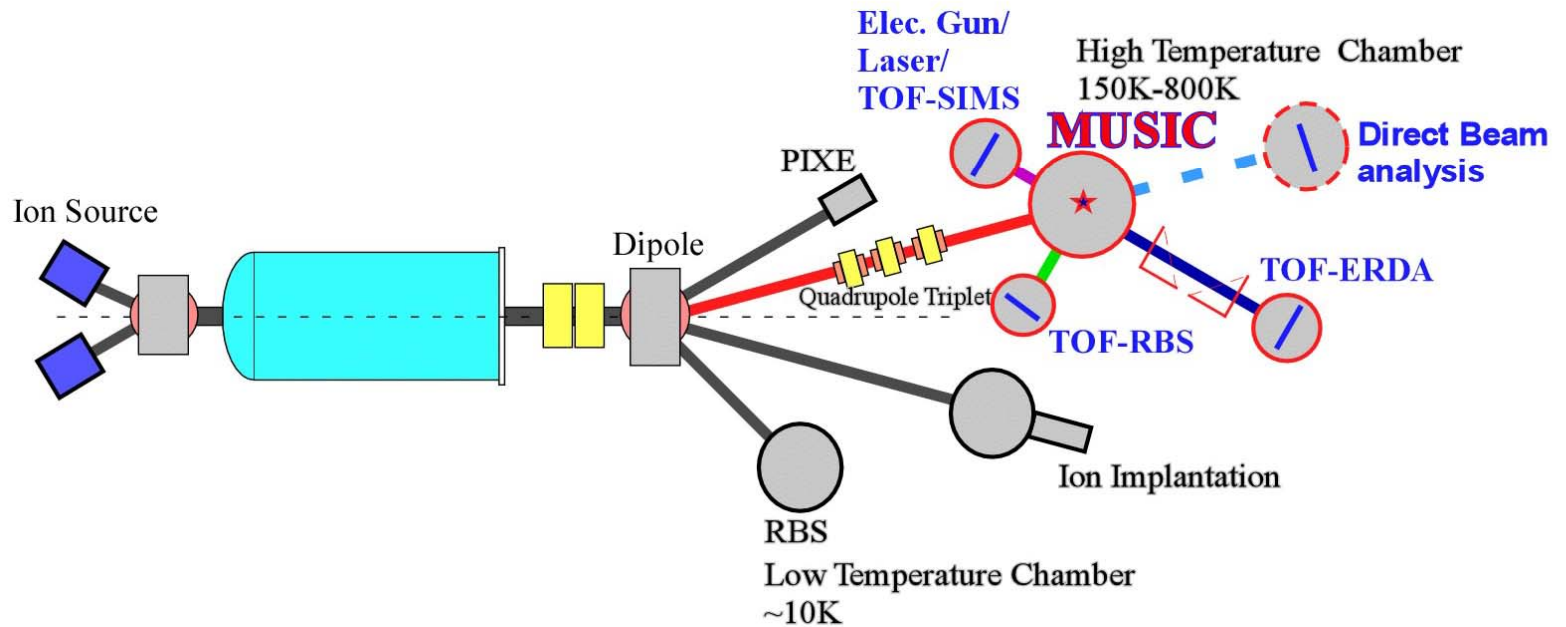 Elec. Gun/
Laser/
TOF-SIMS
High Temperature Chamber
150K-800K
MUSIC
Direct Beam
analysis
PIXE
Ion Source
Dipole
TOF-ERDA
Quadrupole Triplet
TOF-RBS
Ion Implantation
RBS
Low Temperature Chamber
~10K